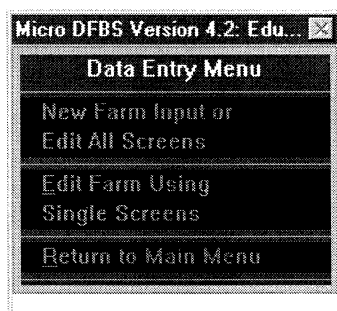 Micro DFBS Version 4.2: Edu...
Data Entry Menu
New Farm Input or
Edit All Screens
Edit Farm Using
Single Screens
Return to Main Menu